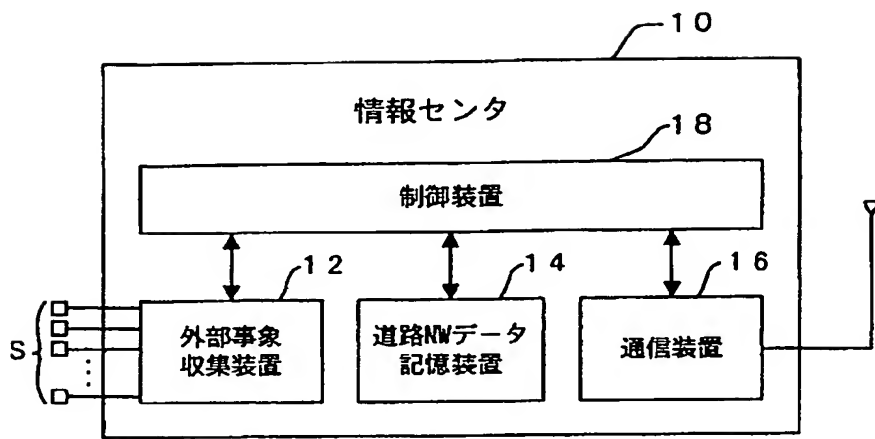 10
情報センタ
18
制御装置
12
14
16
S
外部事象
収集装置
道路NWデータ
記憶装置
通信装置